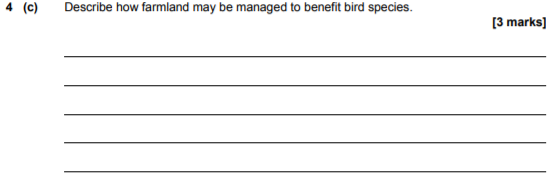 4 (c) Describe how farmland may be managed to benefit bird species.
[3 marks]